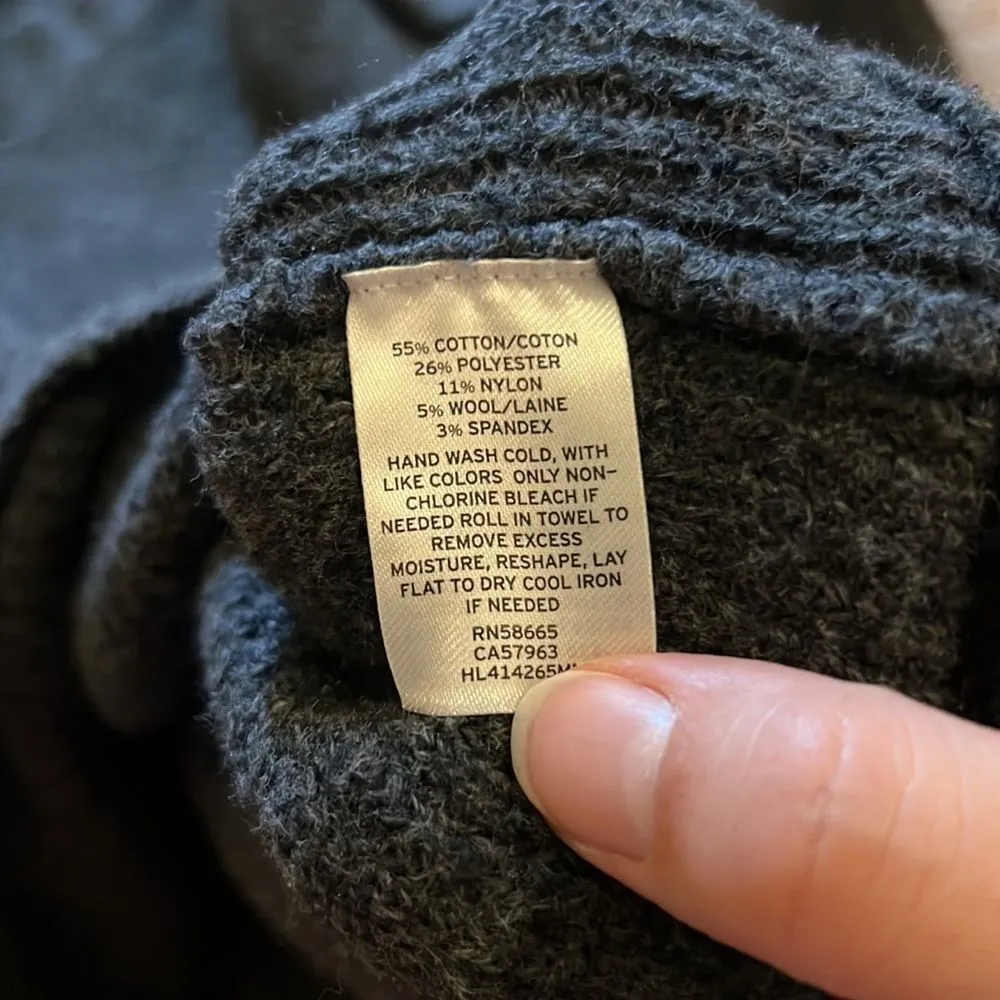 55% COTTON/COTON
26% POLYESTER
11% NYLON
5% WOOL/LAINE
3% SPANDEX
HAND WASH COLD, WITH
LIKE COLORS ONLY NON-
CHLORINE BLEACH IF
NEEDED ROLL IN TOWEL TO
REMOVE EXCESS
MOISTURE, RESHAPE, LAY
FLAT TO DRY COOL IRON
IF NEEDED
RN58665
CA57963